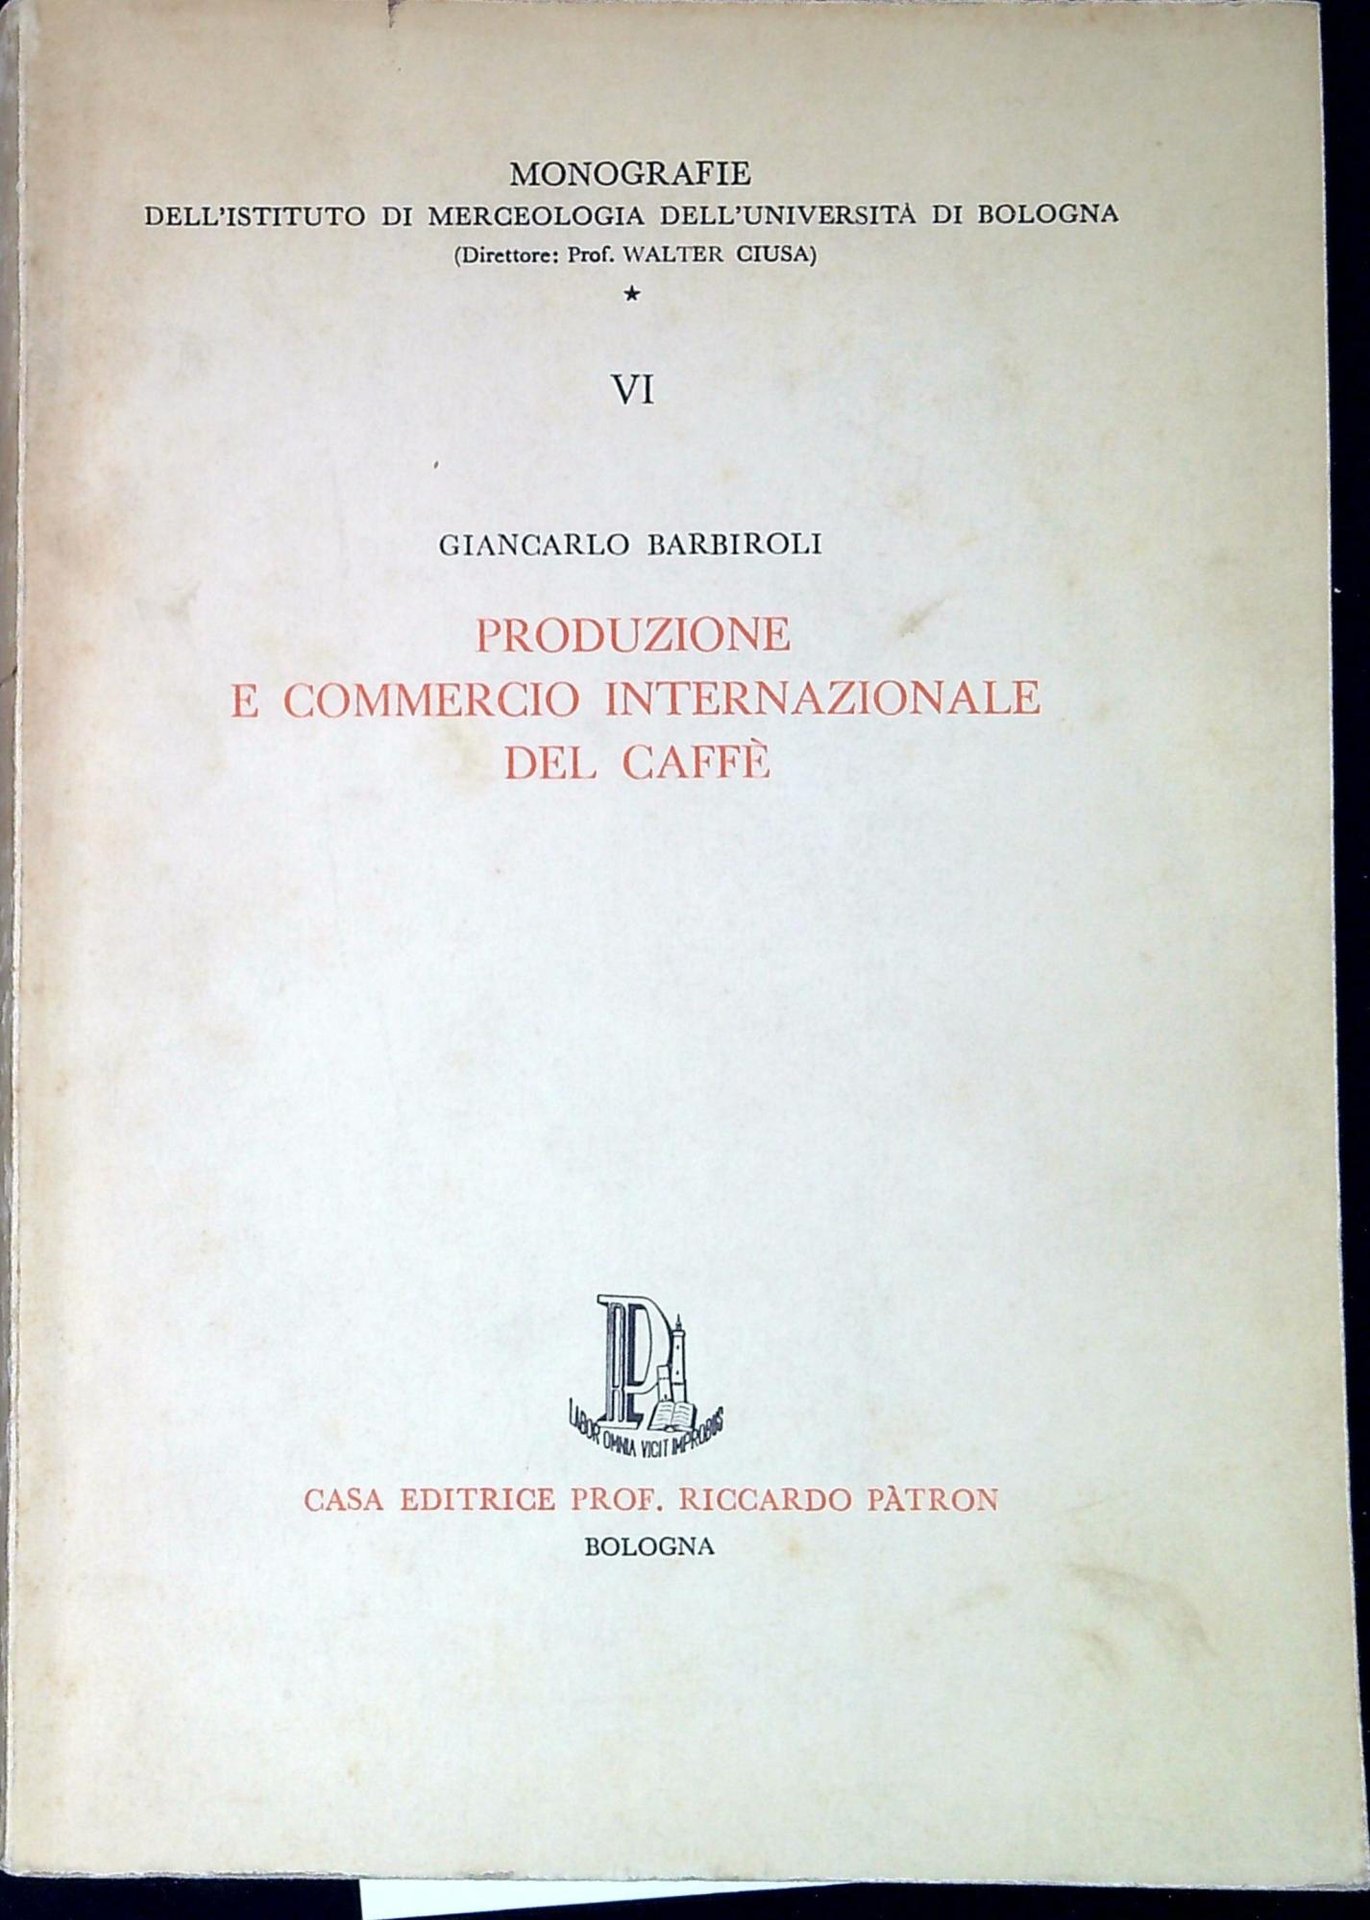 MONOGRAFIE
DELL'ISTITUTO DI MERCEOLOGIA DELL'UNIVERSITÀ DI BOLOGNA
(Direttore: Prof. WALTER CIUSA)
★
VI
GIANCARLO BARBIROLI
PRODUZIONE
E COMMERCIO INTERNAZIONALE
DEL CAFFÈ
LABOR OMNIA VICIT IMPROBUS
CASA EDITRICE PROF. RICCARDO PÀTRON
BOLOGNA